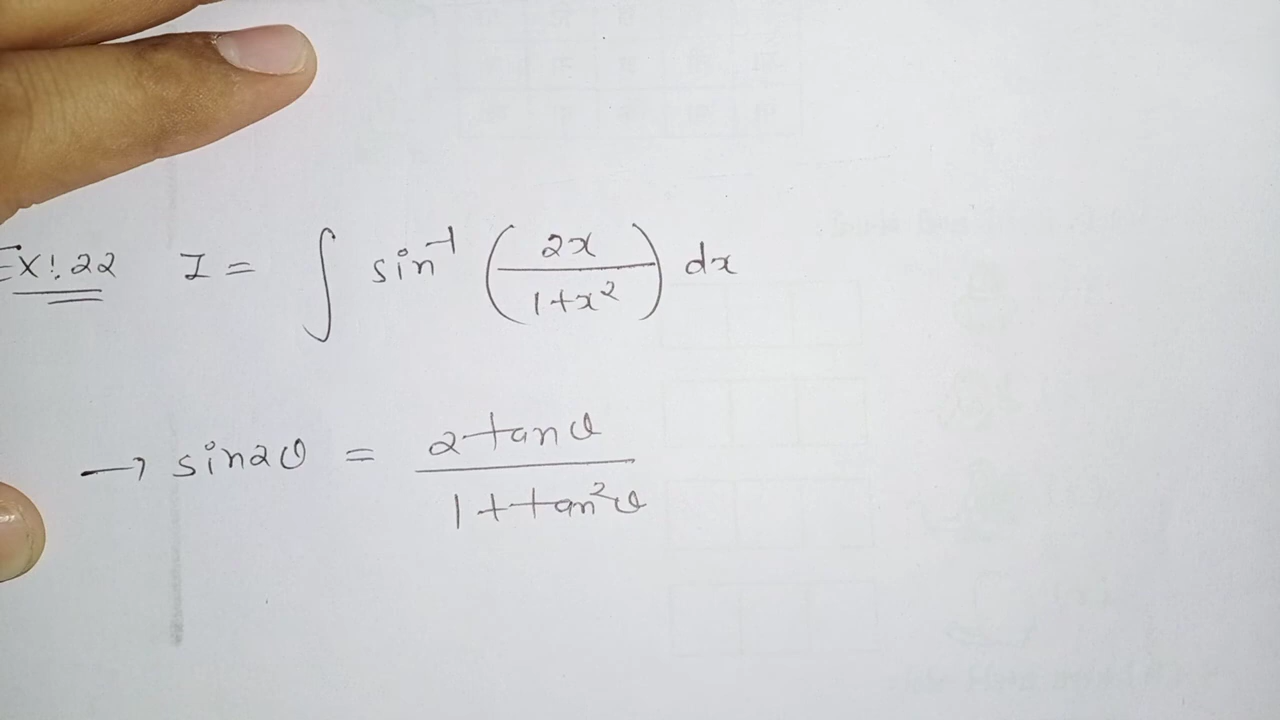 Ex! 22 I = ∫ sin⁻¹ (2x / 1+x²) dx
→ sin2θ = 2tanθ / 1+tan²θ